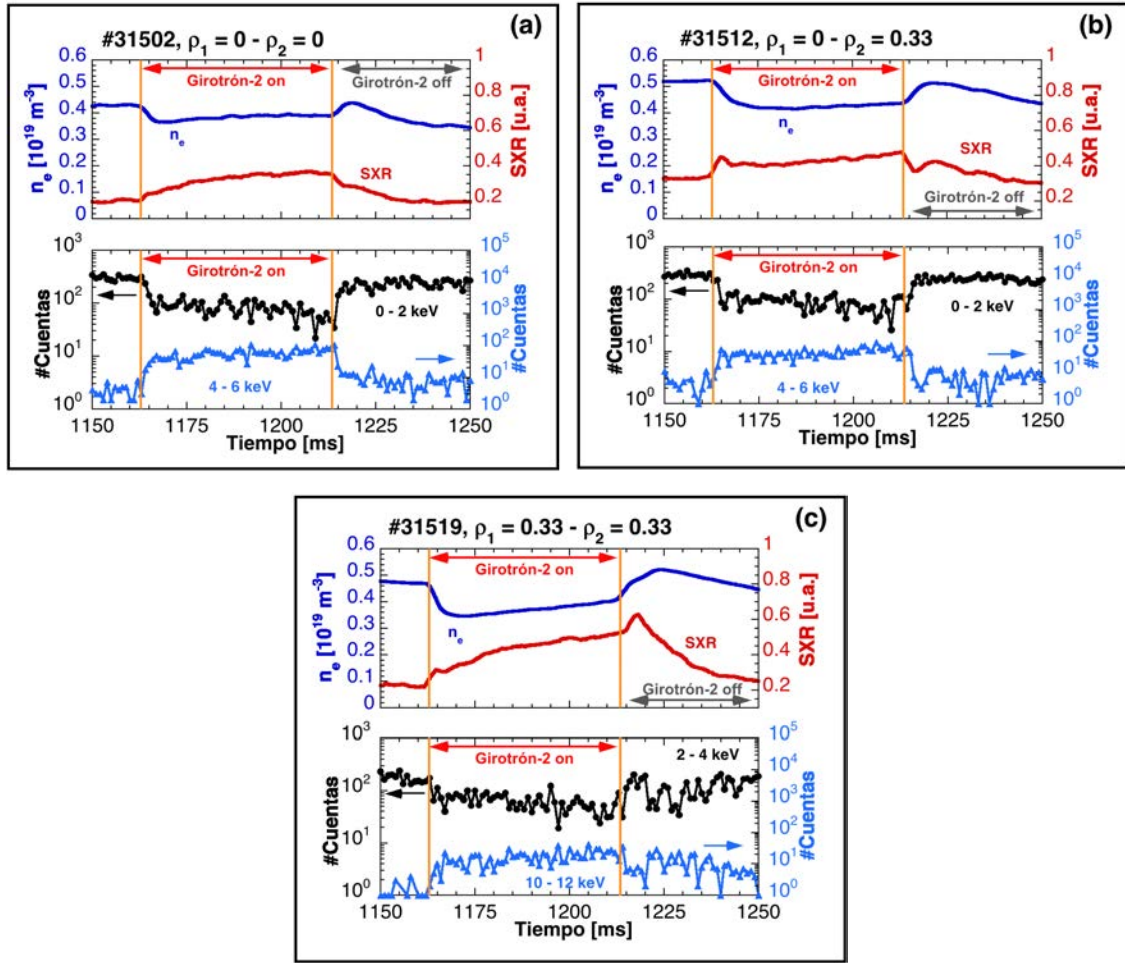 (a)
#31502, ρ1 = 0 - ρ2 = 0
Girotrón-2 on
Girotrón-2 off
ne
SXR
ne [10^19 m^-3]
0.6
0.5
0.4
0.3
0.2
0.1
0
SXR [u.a.]
1
0.8
0.6
0.4
0.2
Girotrón-2 on
0 - 2 keV
4 - 6 keV
#Cuentas
10^3
10^2
10^1
10^0
#Cuentas
10^5
10^4
10^3
10^2
10^1
10^0
1150 1175 1200 1225 1250
Tiempo [ms]
(b)
#31512, ρ1 = 0 - ρ2 = 0.33
Girotrón-2 on
ne
SXR
Girotrón-2 off
ne [10^19 m^-3]
0.6
0.5
0.4
0.3
0.2
0.1
0
SXR [u.a.]
1
0.8
0.6
0.4
0.2
Girotrón-2 on
0 - 2 keV
4 - 6 keV
#Cuentas
10^3
10^2
10^1
10^0
#Cuentas
10^5
10^4
10^3
10^2
10^1
10^0
1150 1175 1200 1225 1250
Tiempo [ms]
(c)
#31519, ρ1 = 0.33 - ρ2 = 0.33
Girotrón-2 on
ne
SXR
Girotrón-2 off
ne [10^19 m^-3]
0.6
0.5
0.4
0.3
0.2
0.1
0
SXR [u.a.]
1
0.8
0.6
0.4
0.2
2 - 4 keV
Girotrón-2 on
10 - 12 keV
#Cuentas
10^3
10^2
10^1
10^0
#Cuentas
10^5
10^4
10^3
10^2
10^1
10^0
1150 1175 1200 1225 1250
Tiempo [ms]